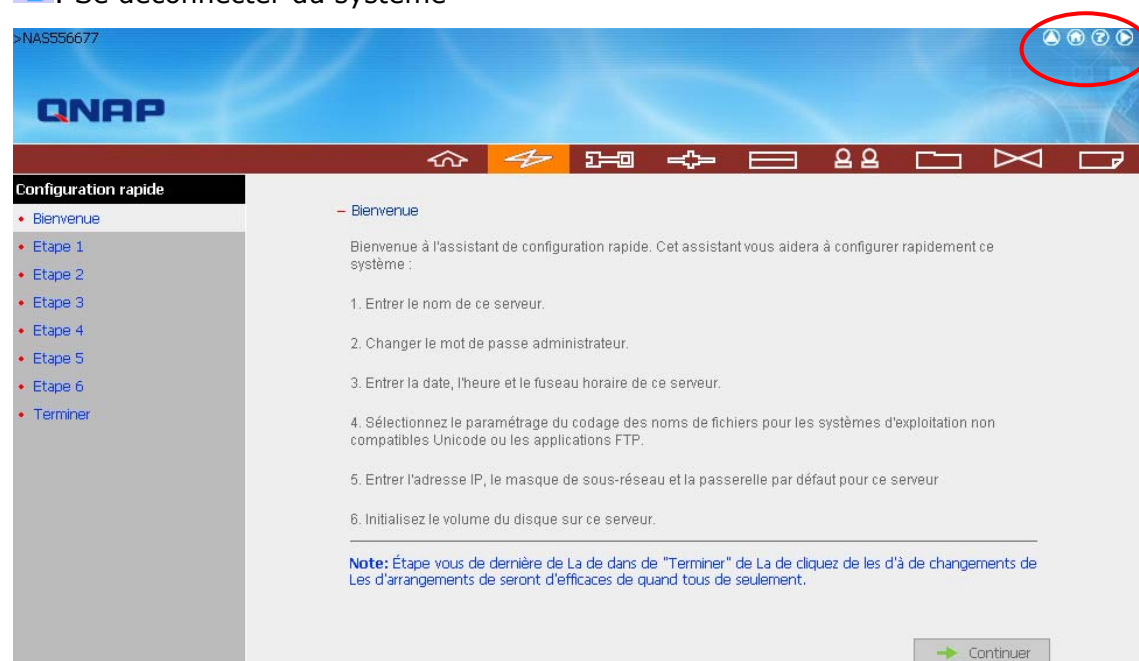 : Se déconnecter du système
>NAS556677
QNAP
Configuration rapide
Bienvenue
Etape 1
Etape 2
Etape 3
Etape 4
Etape 5
Etape 6
Terminer
– Bienvenue
Bienvenue à l'assistant de configuration rapide. Cet assistant vous aidera à configurer rapidement ce
système :
1. Entrer le nom de ce serveur.
2. Changer le mot de passe administrateur.
3. Entrer la date, l'heure et le fuseau horaire de ce serveur.
4. Sélectionnez le paramétrage du codage des noms de fichiers pour les systèmes d'exploitation non
compatibles Unicode ou les applications FTP.
5. Entrer l'adresse IP, le masque de sous-réseau et la passerelle par défaut pour ce serveur
6. Initialisez le volume du disque sur ce serveur.
Note: Étape vous de dernière de La de dans de "Terminer" de La de cliquez de les d'à de changements de
Les d'arrangements de seront d'efficaces de quand tous de seulement.
Continuer